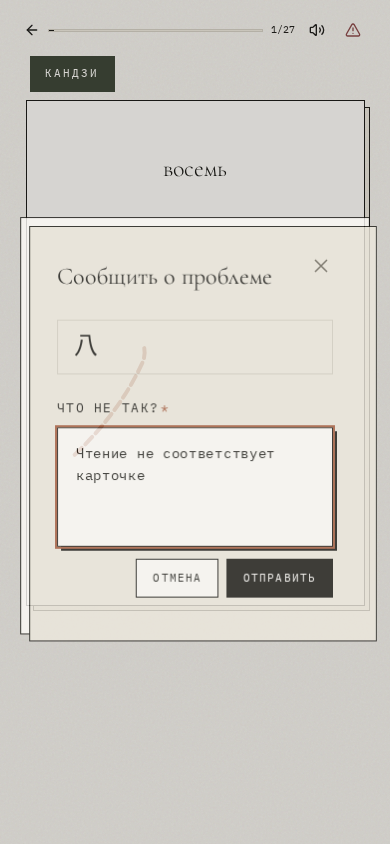 1/27
КАНДЗИ
восемь
Сообщить о проблеме
八
ЧТО НЕ ТАК?*
Чтение не соответствует
карточке
ОТМЕНА
ОТПРАВИТЬ